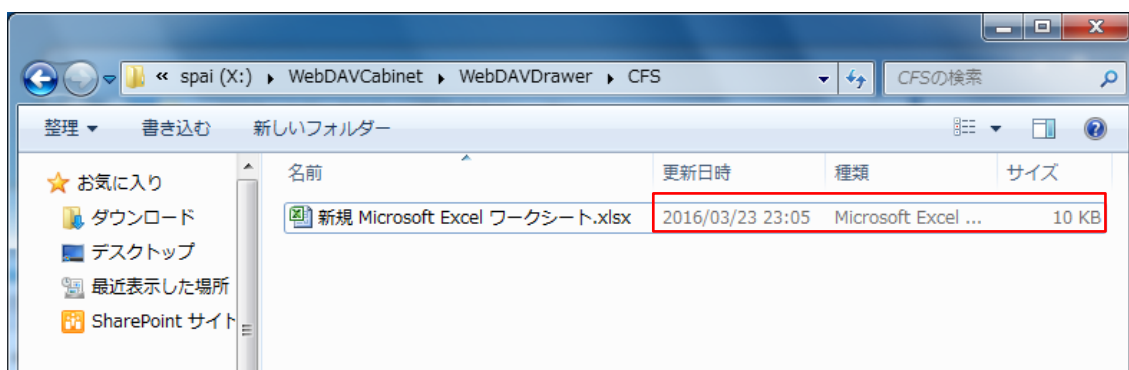 « spai (X:) ▸ WebDAVCabinet ▸ WebDAVDrawer ▸ CFS CFSの検索
整理 ▼ 書き込む 新しいフォルダー
名前 更新日時 種類 サイズ
新規 Microsoft Excel ワークシート.xlsx 2016/03/23 23:05 Microsoft Excel ... 10 KB
お気に入り
ダウンロード
デスクトップ
最近表示した場所
SharePoint サイト